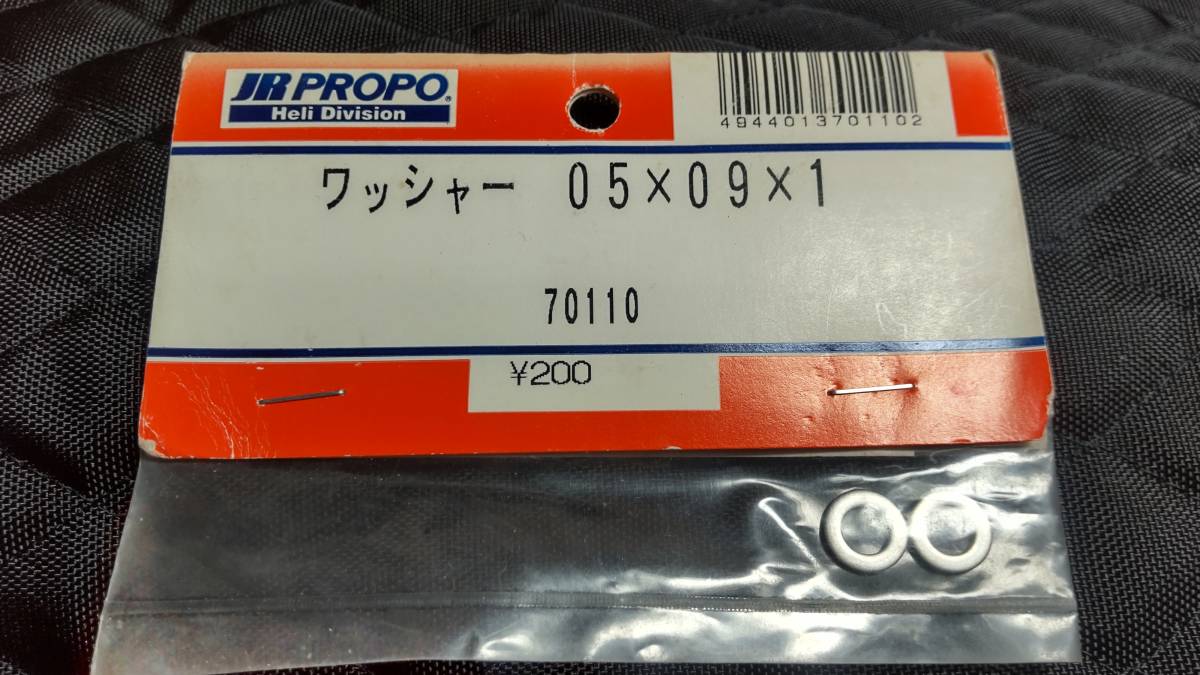 JR PROPO®
Heli Division
4944013701102
ワッシャー 05×09×1
70110
¥200